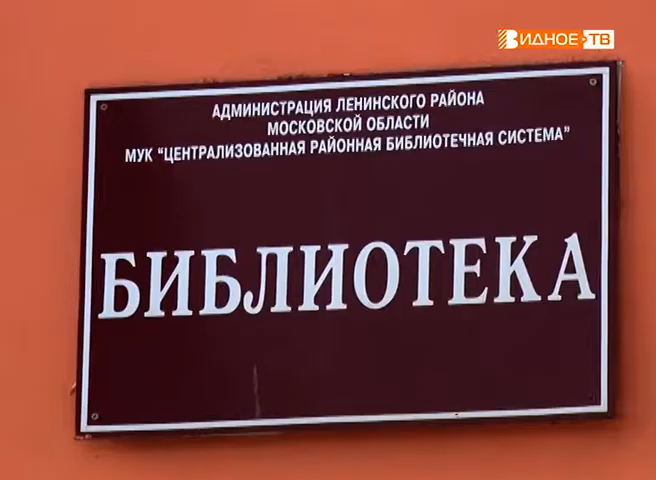 ВИДНОЕ ТВ
АДМИНИСТРАЦИЯ ЛЕНИНСКОГО РАЙОНА
МОСКОВСКОЙ ОБЛАСТИ
МУК "ЦЕНТРАЛИЗОВАННАЯ РАЙОННАЯ БИБЛИОТЕЧНАЯ СИСТЕМА"
БИБЛИОТЕКА